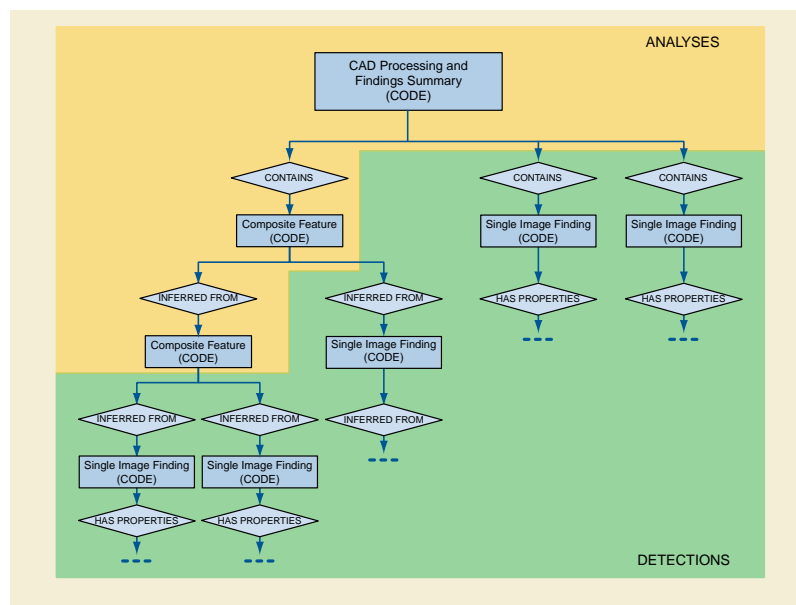 ANALYSES
CAD Processing and
Findings Summary
(CODE)
CONTAINS
CONTAINS
CONTAINS
Composite Feature
(CODE)
Single Image Finding
(CODE)
Single Image Finding
(CODE)
INFERRED FROM
INFERRED FROM
HAS PROPERTIES
HAS PROPERTIES
Composite Feature
(CODE)
Single Image Finding
(CODE)
INFERRED FROM
INFERRED FROM
INFERRED FROM
Single Image Finding
(CODE)
Single Image Finding
(CODE)
HAS PROPERTIES
HAS PROPERTIES
DETECTIONS